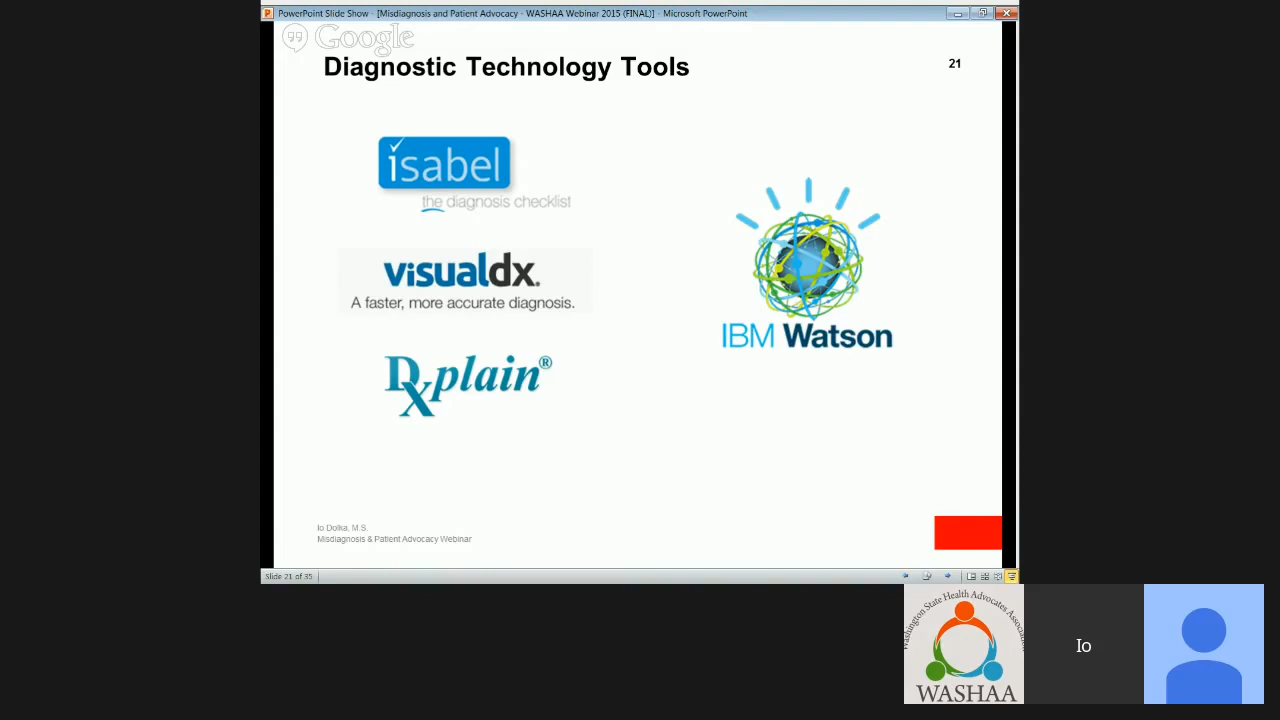 PowerPoint Slide Show - [Misdiagnosis and Patient Advocacy - WASHAA Webinar 2015 (FINAL)] - Microsoft PowerPoint
Google
Diagnostic Technology Tools
21
isabel
the diagnosis checklist
visualdx.
A faster, more accurate diagnosis.
DXplain®
IBM Watson
Io Dolka, M.S.
Misdiagnosis & Patient Advocacy Webinar
Slide 21 of 35
Washington State Health Advocates Association
WASHAA
Io